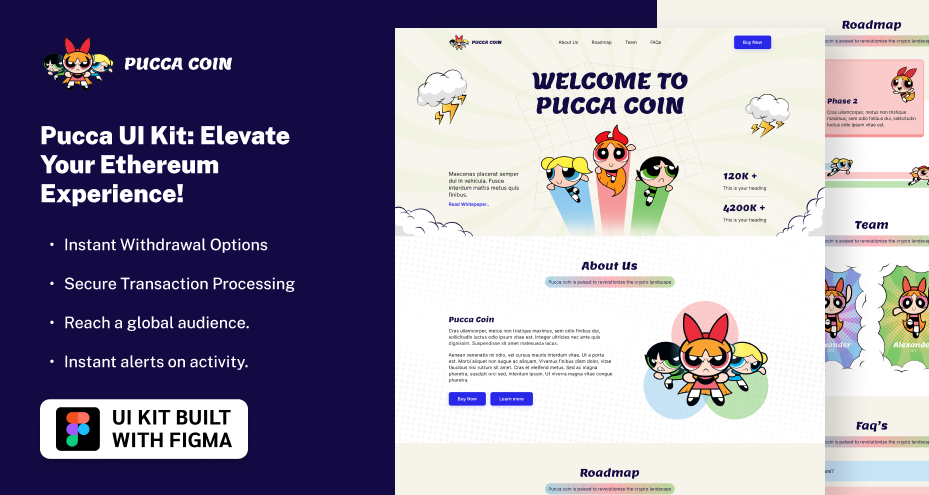 PUCCA COIN
Pucca UI Kit: Elevate
Your Ethereum
Experience!
• Instant Withdrawal Options
• Secure Transaction Processing
• Reach a global audience.
• Instant alerts on activity.
UI KIT BUILT
WITH FIGMA
PUCCA COIN
About Us
Roadmap
Team
FAQs
Buy Now
WELCOME TO
PUCCA COIN
Maecenas placerat semper
dui in vehicula. Fusce
interdum mattis metus quis
finibus.
Read Whitepaper..
120K +
This is your heading
4200K +
This is your heading
About Us
Pucca coin is poised to revolutionize the crypto landscape
Pucca Coin
Cras ullamcorper, metus non tristique maximus, sem odio finibus dui,
sollicitudin luctus odio ipsum vitae est. Integer ultricies nec ante quis
dignissim. Suspendisse sit amet malesuada lacus.
Aenean venenatis mi odio, vel cursus mauris interdum vitae. Ut a porta
est. Morbi aliquet non augue ac aliquam. Vivamus finibus dolor, vitae
faucibus nisi rutrum sit amet. Cras et eleifend metus. Sed ac magna
pharetra, suscipit orci sed, interdum ipsum. Ut viverra magna vitae congue
pharetra.
Buy Now
Learn more
Roadmap
Pucca coin is poised to revolutionize the crypto landscape
Roadmap
coin is poised to revolutionize the crypto
Phase 2
Cras ullamcorper, metus non tristique
maximus, sem odio finibus dui, sollicitudin
luctus odio ipsum vitae est.
Team
coin is poised to revolutionize the crypto
Faq's
coin is poised to revolutionize the crypto